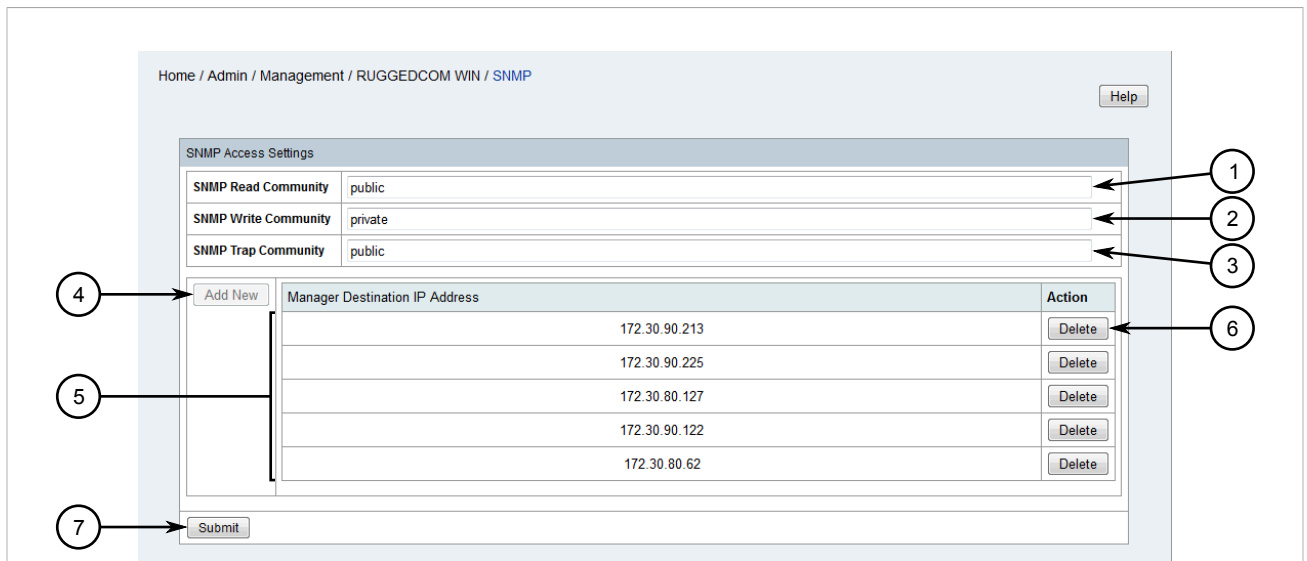 Home / Admin / Management / RUGGEDCOM WIN / SNMP
Help
SNMP Access Settings
SNMP Read Community public
1
SNMP Write Community private
2
SNMP Trap Community public
3
4
Add New
Manager Destination IP Address Action
172.30.90.213 Delete
6
172.30.90.225 Delete
5
172.30.80.127 Delete
172.30.90.122 Delete
172.30.80.62 Delete
7
Submit